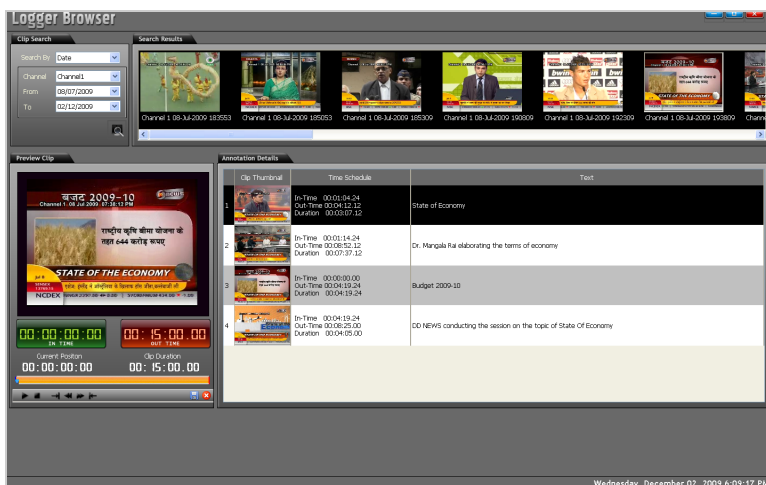 Logger Browser
Clip Search
Search By Date
Channel Channel1
From 08/07/2009
To 02/12/2009
Search Results
Channel 1 08-Jul-2009 183553
Channel 1 08-Jul-2009 185053
Channel 1 08-Jul-2009 185309
Channel 1 08-Jul-2009 190809
Channel 1 08-Jul-2009 192309
Channel 1 08-Jul-2009 193809
Preview Clip
बजट 2009-10
Channel 1 08 Jul 2009 07:38:12 PM
राष्ट्रीय कृषि बीमा योजना के
तहत 644 करोड़ रूपए
STATE OF THE ECONOMY
NCDEX
00:00:00:00
IN TIME
00:15:00.00
OUT TIME
Current Positon
00:00:00:00
Clip Duration
00:15:00.00
Annotation Details
Clip Thumbnail Time Schedule Text
1
In-Time 00:01:04.24
Out-Time 00:04:12.12
Duration 00:03:07.12
State of Economy
2
In-Time 00:01:14.24
Out-Time 00:08:52.12
Duration 00:07:37.12
Dr. Mangala Rai elaborating the terms of economy
3
In-Time 00:00:00.00
Out-Time 00:04:19.24
Duration 00:04:19.24
Budget 2009-10
4
In-Time 00:04:19.24
Out-Time 00:08:25.00
Duration 00:04:05.00
DD NEWS conducting the session on the topic of State Of Economy
Wednesday, December 02, 2009 6:09:17 PM